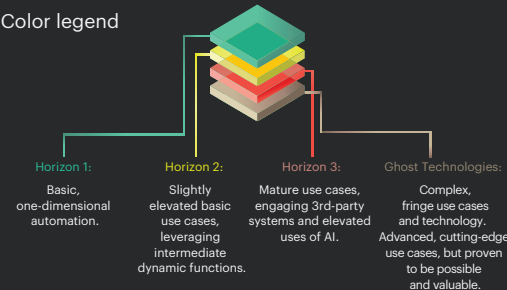 Color legend
Horizon 1:
Basic,
one-dimensional
automation.
Horizon 2:
Slightly
elevated basic
use cases,
leveraging
intermediate
dynamic functions.
Horizon 3:
Mature use cases,
engaging 3rd-party
systems and elevated
uses of AI.
Ghost Technologies:
Complex,
fringe use cases
and technology.
Advanced, cutting-edge
use cases, but proven
to be possible
and valuable.